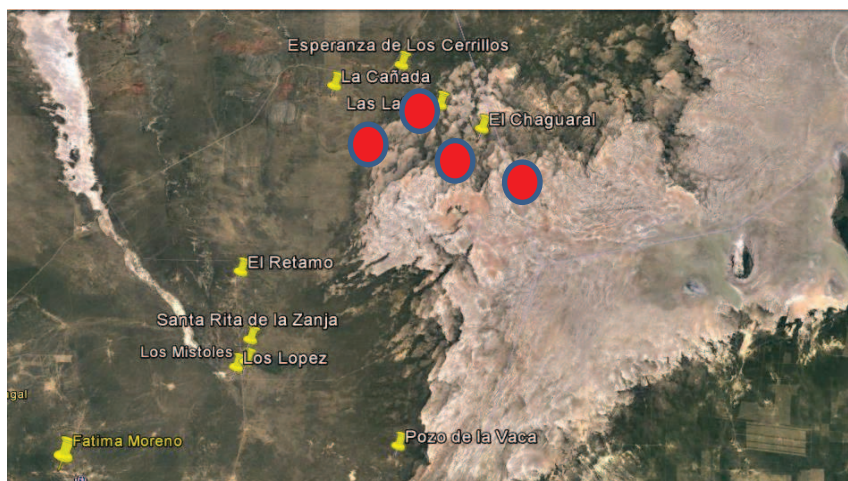 Esperanza de Los Cerrillos
La Cañada
Las
El Chaguaral
El Retamo
Santa Rita de la Zanja
Los Mistoles
Los Lopez
Pozo de la Vaca
Fatima Moreno